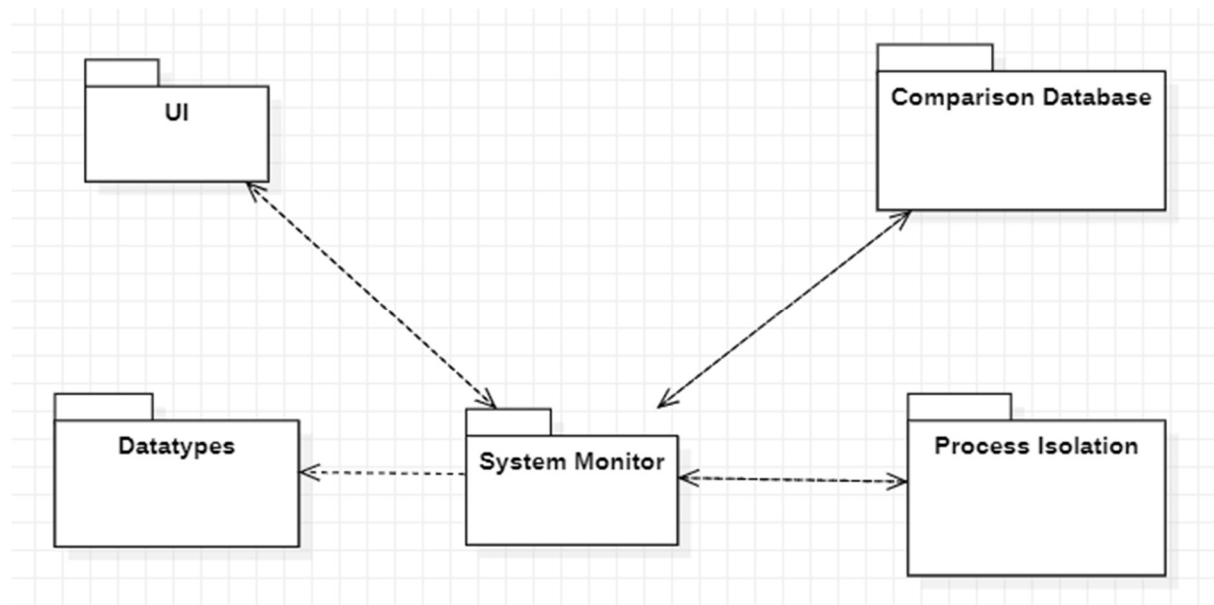 UI
Comparison Database
Datatypes
System Monitor
Process Isolation